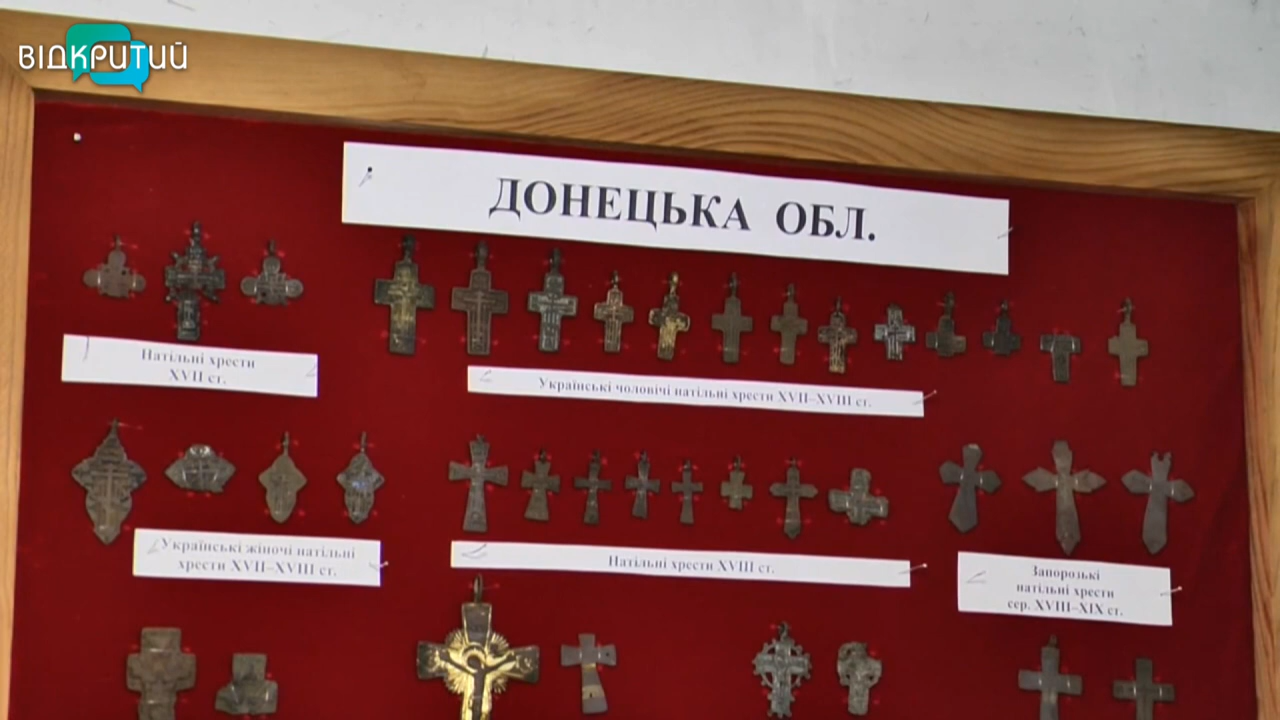 ВІДКРИТИЙ
ДОНЕЦЬКА ОБЛ.
Натільні хрести
XVII ст.
Українські чоловічі натільні хрести XVII–XVIII ст.
Українські жіночі натільні
хрести XVII–XVIII ст.
Натільні хрести XVIII ст.
Запорозькі
натільні хрести
сер. XVIII–XIX ст.